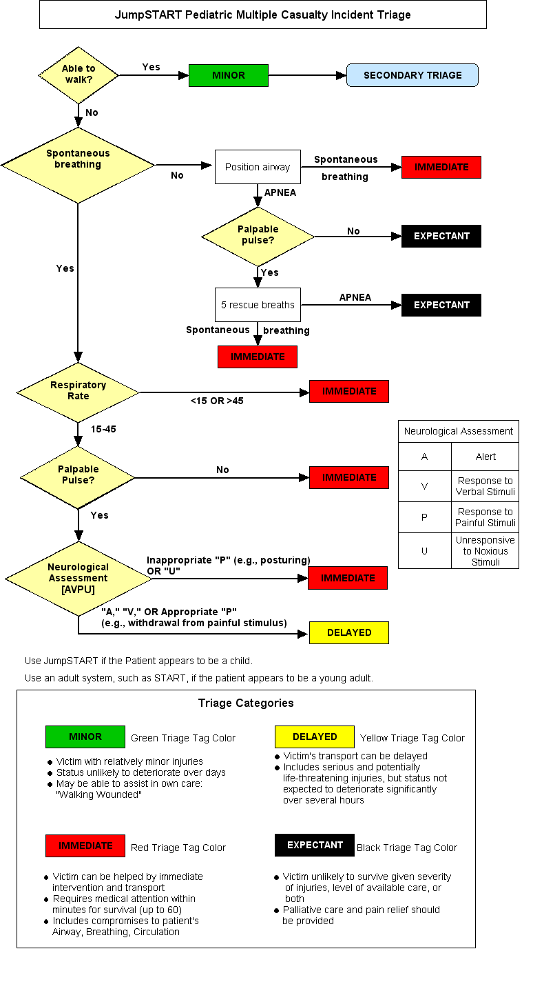 JumpSTART Pediatric Multiple Casualty Incident Triage
Able to
walk?
Yes
MINOR
SECONDARY TRIAGE
No
Spontaneous
breathing
No
Position airway
Spontaneous
breathing
IMMEDIATE
APNEA
Palpable
pulse?
No
EXPECTANT
Yes
Yes
5 rescue breaths
APNEA
EXPECTANT
Spontaneous breathing
IMMEDIATE
Respiratory
Rate
<15 OR >45
IMMEDIATE
15-45
Palpable
Pulse?
No
IMMEDIATE
Yes
Neurological
Assessment
[AVPU]
Inappropriate "P" (e.g., posturing)
OR "U"
IMMEDIATE
"A," "V," OR Appropriate "P"
(e.g., withdrawal from painful stimulus)
DELAYED
Neurological Assessment
A Alert
V Response to
Verbal Stimuli
P Response to
Painful Stimuli
U Unresponsive
to Noxious
Stimuli
Use JumpSTART if the Patient appears to be a child.
Use an adult system, such as START, if the patient appears to be a young adult.
Triage Categories
MINOR Green Triage Tag Color
● Victim with relatively minor injuries
● Status unlikely to deteriorate over days
● May be able to assist in own care:
"Walking Wounded"
DELAYED Yellow Triage Tag Color
● Victim's transport can be delayed
● Includes serious and potentially
life-threatening injuries, but status not
expected to deteriorate significantly
over several hours
IMMEDIATE Red Triage Tag Color
● Victim can be helped by immediate
intervention and transport
● Requires medical attention within
minutes for survival (up to 60)
● Includes compromises to patient's
Airway, Breathing, Circulation
EXPECTANT Black Triage Tag Color
● Victim unlikely to survive given severity
of injuries, level of available care, or
both
● Palliative care and pain relief should
be provided